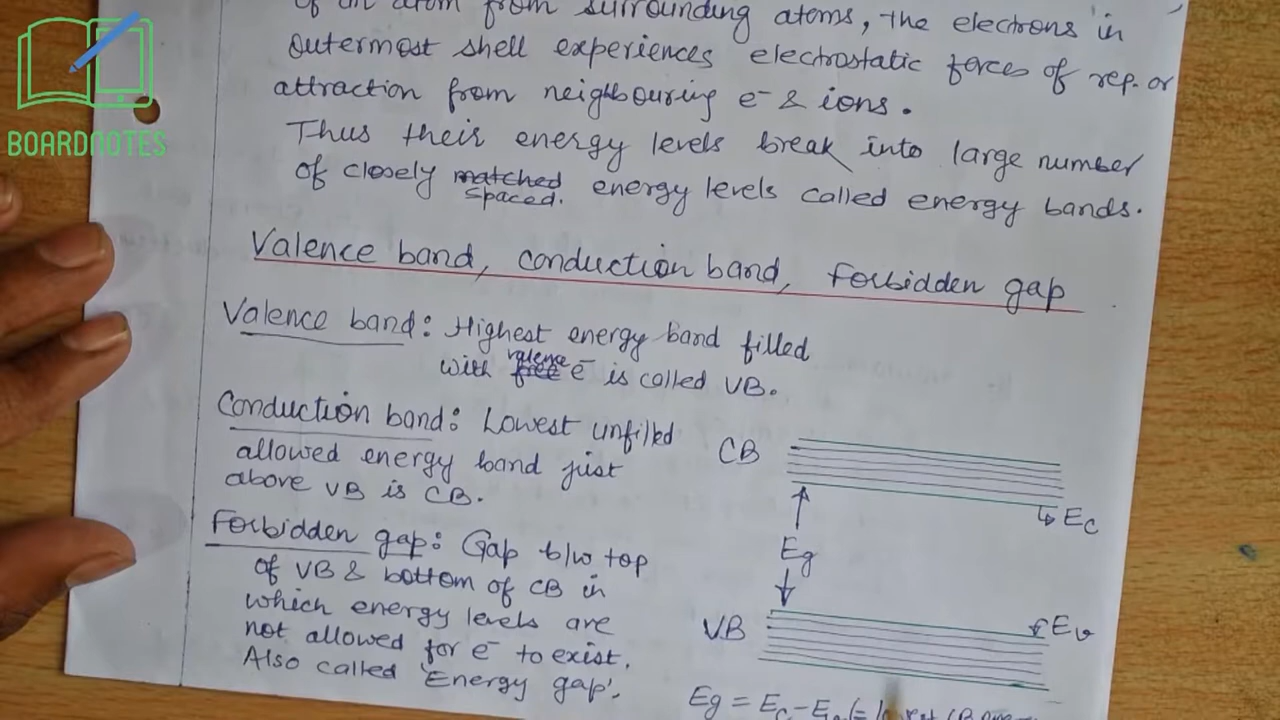 BOARDNOTES
of an atom from surrounding atoms, the electrons in
outermost shell experiences electrostatic forces of rep. or
attraction from neighbouring e⁻ & ions.
Thus their energy levels break into large number
of closely matched energy levels called energy bands.
spaced.
Valence band, conduction band, Forbidden gap
Valence band: Highest energy band filled
valence
with free e⁻ is called VB.
Conduction band: Lowest unfilled
allowed energy band just
above VB is CB.
Forbidden gap: Gap b/w top
of VB & bottom of CB in
which energy levels are
not allowed for e⁻ to exist.
Also called 'Energy gap'.
CB
Ec
Eg
VB
Ev
Eg = Ec - Ev